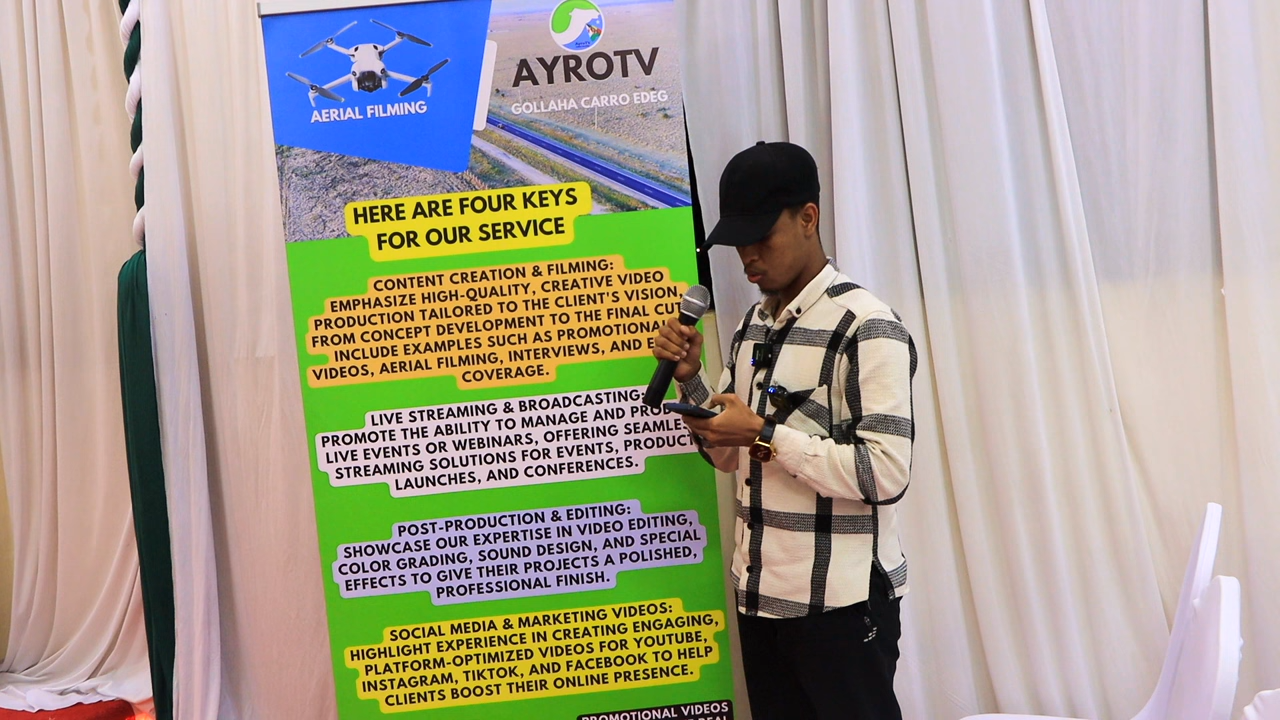 AERIAL FILMING
AYROTV
GOLLAHA CARRO EDEG
HERE ARE FOUR KEYS
FOR OUR SERVICE
CONTENT CREATION & FILMING:
EMPHASIZE HIGH-QUALITY, CREATIVE VIDEO
PRODUCTION TAILORED TO THE CLIENT'S VISION,
FROM CONCEPT DEVELOPMENT TO THE FINAL CUT
INCLUDE EXAMPLES SUCH AS PROMOTIONAL
VIDEOS, AERIAL FILMING, INTERVIEWS, AND
COVERAGE.
LIVE STREAMING & BROADCASTING:
PROMOTE THE ABILITY TO MANAGE AND
LIVE EVENTS OR WEBINARS, OFFERING
STREAMING SOLUTIONS FOR EVENTS, PRODUCT
LAUNCHES, AND CONFERENCES.
POST-PRODUCTION & EDITING:
SHOWCASE OUR EXPERTISE IN VIDEO EDITING,
COLOR GRADING, SOUND DESIGN, AND SPECIAL
EFFECTS TO GIVE THEIR PROJECTS A POLISHED,
PROFESSIONAL FINISH.
SOCIAL MEDIA & MARKETING VIDEOS:
HIGHLIGHT EXPERIENCE IN CREATING ENGAGING,
PLATFORM-OPTIMIZED VIDEOS FOR YOUTUBE,
INSTAGRAM, TIKTOK, AND FACEBOOK TO HELP
CLIENTS BOOST THEIR ONLINE PRESENCE.
PROMOTIONAL VIDEOS